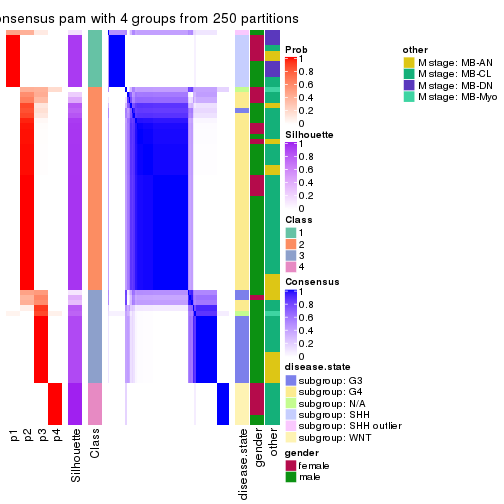 onsensus pam with 4 groups from 250 partitions
p1
p2
p3
p4
Silhouette
Class
disease.state
gender
other
Prob
1
0.8
0.6
0.4
0.2
0
Silhouette
1
0.8
0.6
0.4
0.2
0
Class
1
2
3
4
Consensus
1
0.8
0.6
0.4
0.2
0
disease.state
subgroup: G3
subgroup: G4
subgroup: N/A
subgroup: SHH
subgroup: SHH outlier
subgroup: WNT
gender
female
male
other
M stage: MB-AN
M stage: MB-CL
M stage: MB-DN
M stage: MB-Myo